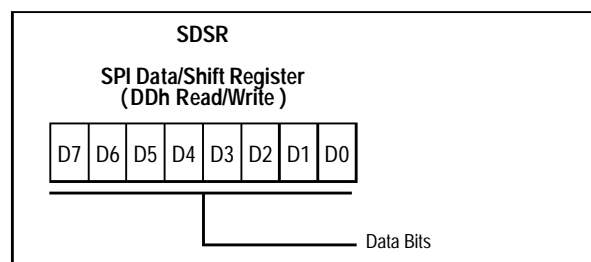 SDSR
SPI Data/Shift Register
( DDh Read/Write )
D7 D6 D5 D4 D3 D2 D1 D0
Data Bits